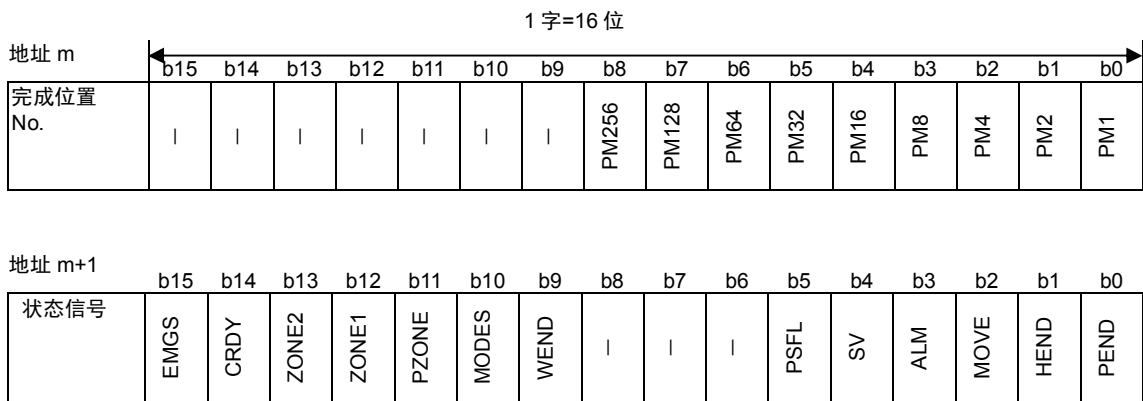 1 字=16 位
地址 m
b15 b14 b13 b12 b11 b10 b9 b8 b7 b6 b5 b4 b3 b2 b1 b0
完成位置
No.
— — — — — — — PM256 PM128 PM64 PM32 PM16 PM8 PM4 PM2 PM1
地址 m+1
b15 b14 b13 b12 b11 b10 b9 b8 b7 b6 b5 b4 b3 b2 b1 b0
状态信号
EMGS CRDY ZONE2 ZONE1 PZONE MODES WEND — — — PSFL SV ALM MOVE HEND PEND